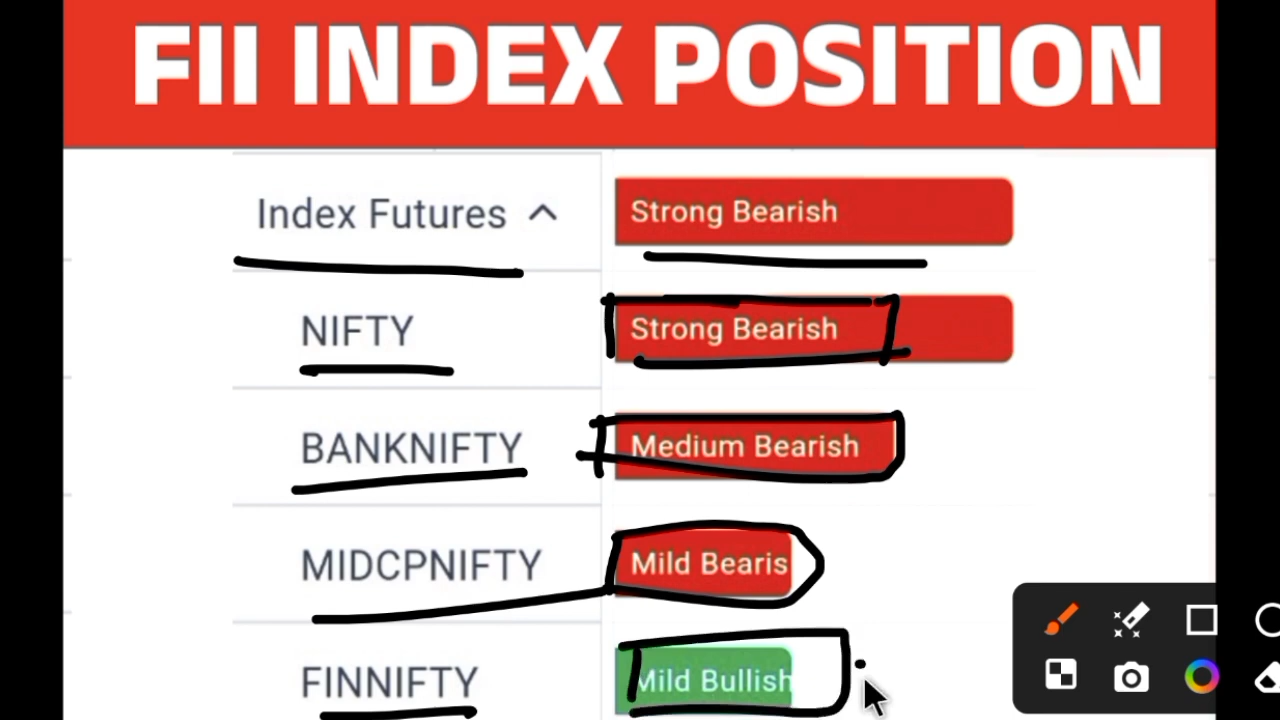 FII INDEX POSITION
Index Futures Strong Bearish
NIFTY Strong Bearish
BANKNIFTY Medium Bearish
MIDCPNIFTY Mild Bearis
FINNIFTY Mild Bullish